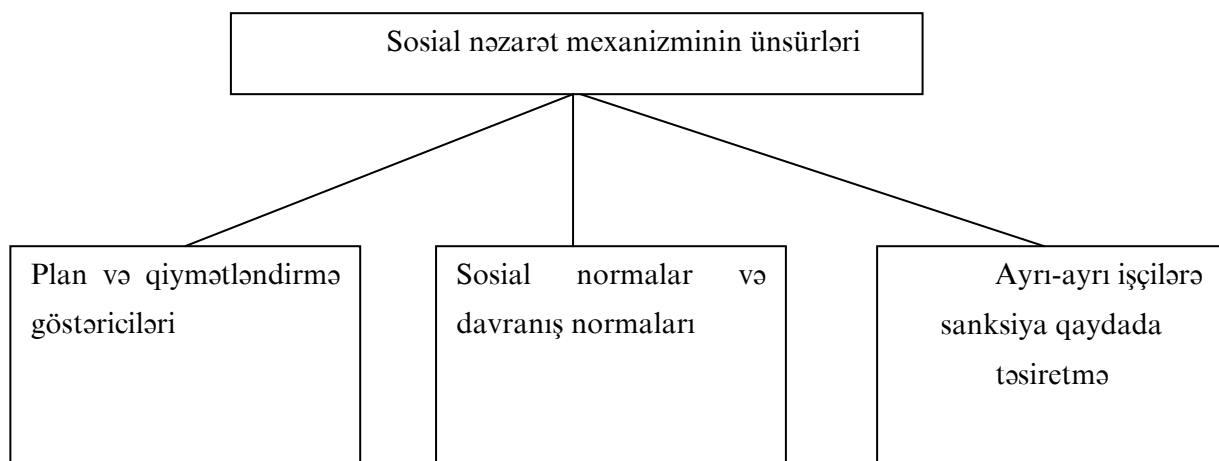 Sosial nəzarət mexanizminin ünsürləri
Plan və qiymətləndirmə
göstəriciləri
Sosial normalar və
davranış normaları
Ayrı-ayrı işçilərə
sanksiya qaydada
təsiretmə